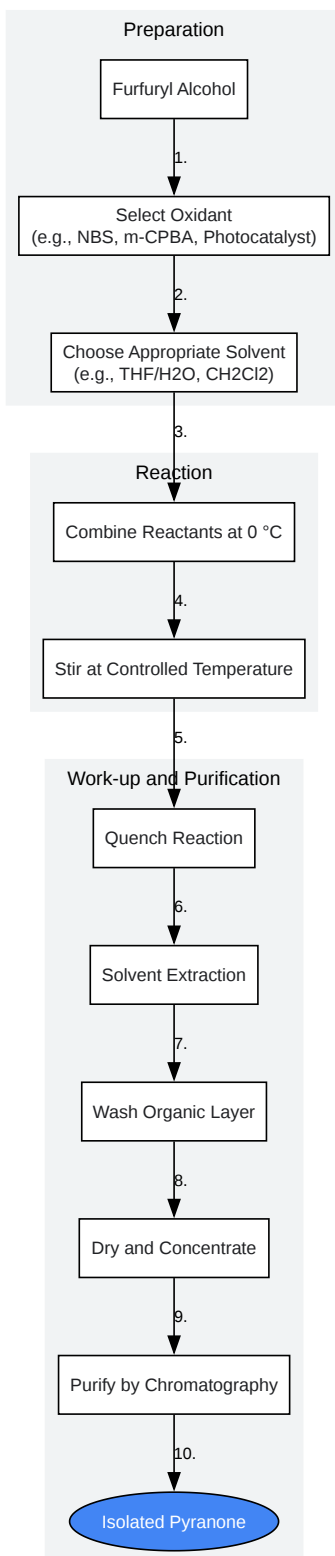 Preparation
Furfuryl Alcohol
1.
Select Oxidant
(e.g., NBS, m-CPBA, Photocatalyst)
2.
Choose Appropriate Solvent
(e.g., THF/H2O, CH2Cl2)
3.
Reaction
Combine Reactants at 0 °C
4.
Stir at Controlled Temperature
5.
Work-up and Purification
Quench Reaction
6.
Solvent Extraction
7.
Wash Organic Layer
8.
Dry and Concentrate
9.
Purify by Chromatography
10.
Isolated Pyranone